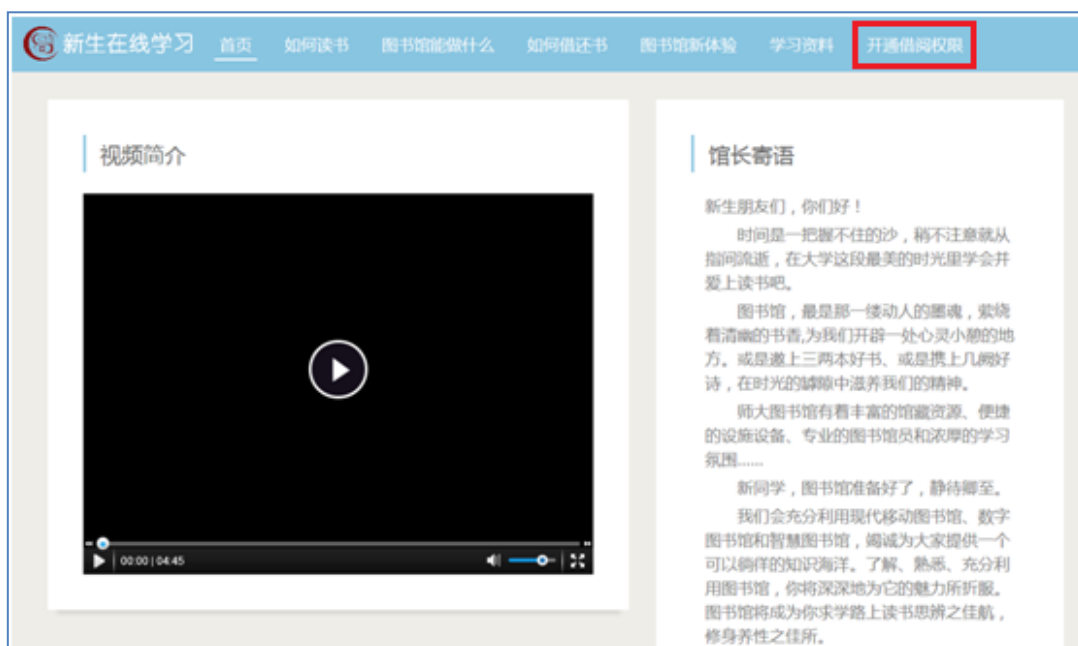 新生在线学习 首页 如何读书 图书馆能做什么 如何借还书 图书馆新体验 学习资料 开通借阅权限
视频简介
00:00 | 04:45
馆长寄语
新生朋友们，你们好！
时间是一把握不住的沙，稍不注意就从
指间流逝，在大学这段最美的时光里学会并
爱上读书吧。
图书馆，最是那一缕动人的墨魂，萦绕
着清幽的书香,为我们开辟一处心灵小憩的地
方。或是邀上三两本好书、或是携上几阙好
诗，在时光的罅隙中滋养我们的精神。
师大图书馆有着丰富的馆藏资源、便捷
的设施设备、专业的图书馆员和浓厚的学习
氛围......
新同学，图书馆准备好了，静待卿至。
我们会充分利用现代移动图书馆、数字
图书馆和智慧图书馆，竭诚为大家提供一个
可以徜徉的知识海洋。了解、熟悉、充分利
用图书馆，你将深深地为它的魅力所折服。
图书馆将成为你求学路上读书思辨之佳航，
修身养性之佳所。